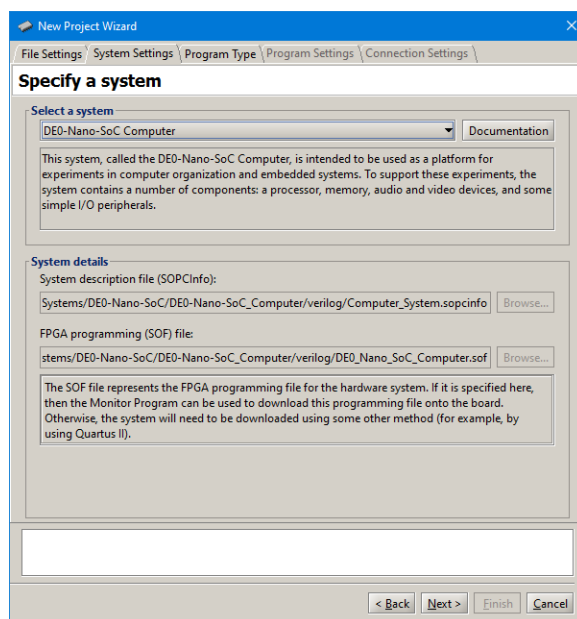 New Project Wizard
File Settings System Settings Program Type Program Settings Connection Settings
Specify a system
Select a system
DE0-Nano-SoC Computer Documentation
This system, called the DE0-Nano-SoC Computer, is intended to be used as a platform for
experiments in computer organization and embedded systems. To support these experiments, the
system contains a number of components: a processor, memory, audio and video devices, and some
simple I/O peripherals.
System details
System description file (SOPCInfo):
Systems/DE0-Nano-SoC/DE0-Nano-SoC_Computer/verilog/Computer_System.sopcinfo Browse...
FPGA programming (SOF) file:
stems/DE0-Nano-SoC/DE0-Nano-SoC_Computer/verilog/DE0_Nano_SoC_Computer.sof Browse...
The SOF file represents the FPGA programming file for the hardware system. If it is specified here,
then the Monitor Program can be used to download this programming file onto the board.
Otherwise, the system will need to be downloaded using some other method (for example, by
using Quartus II).
< Back Next > Finish Cancel